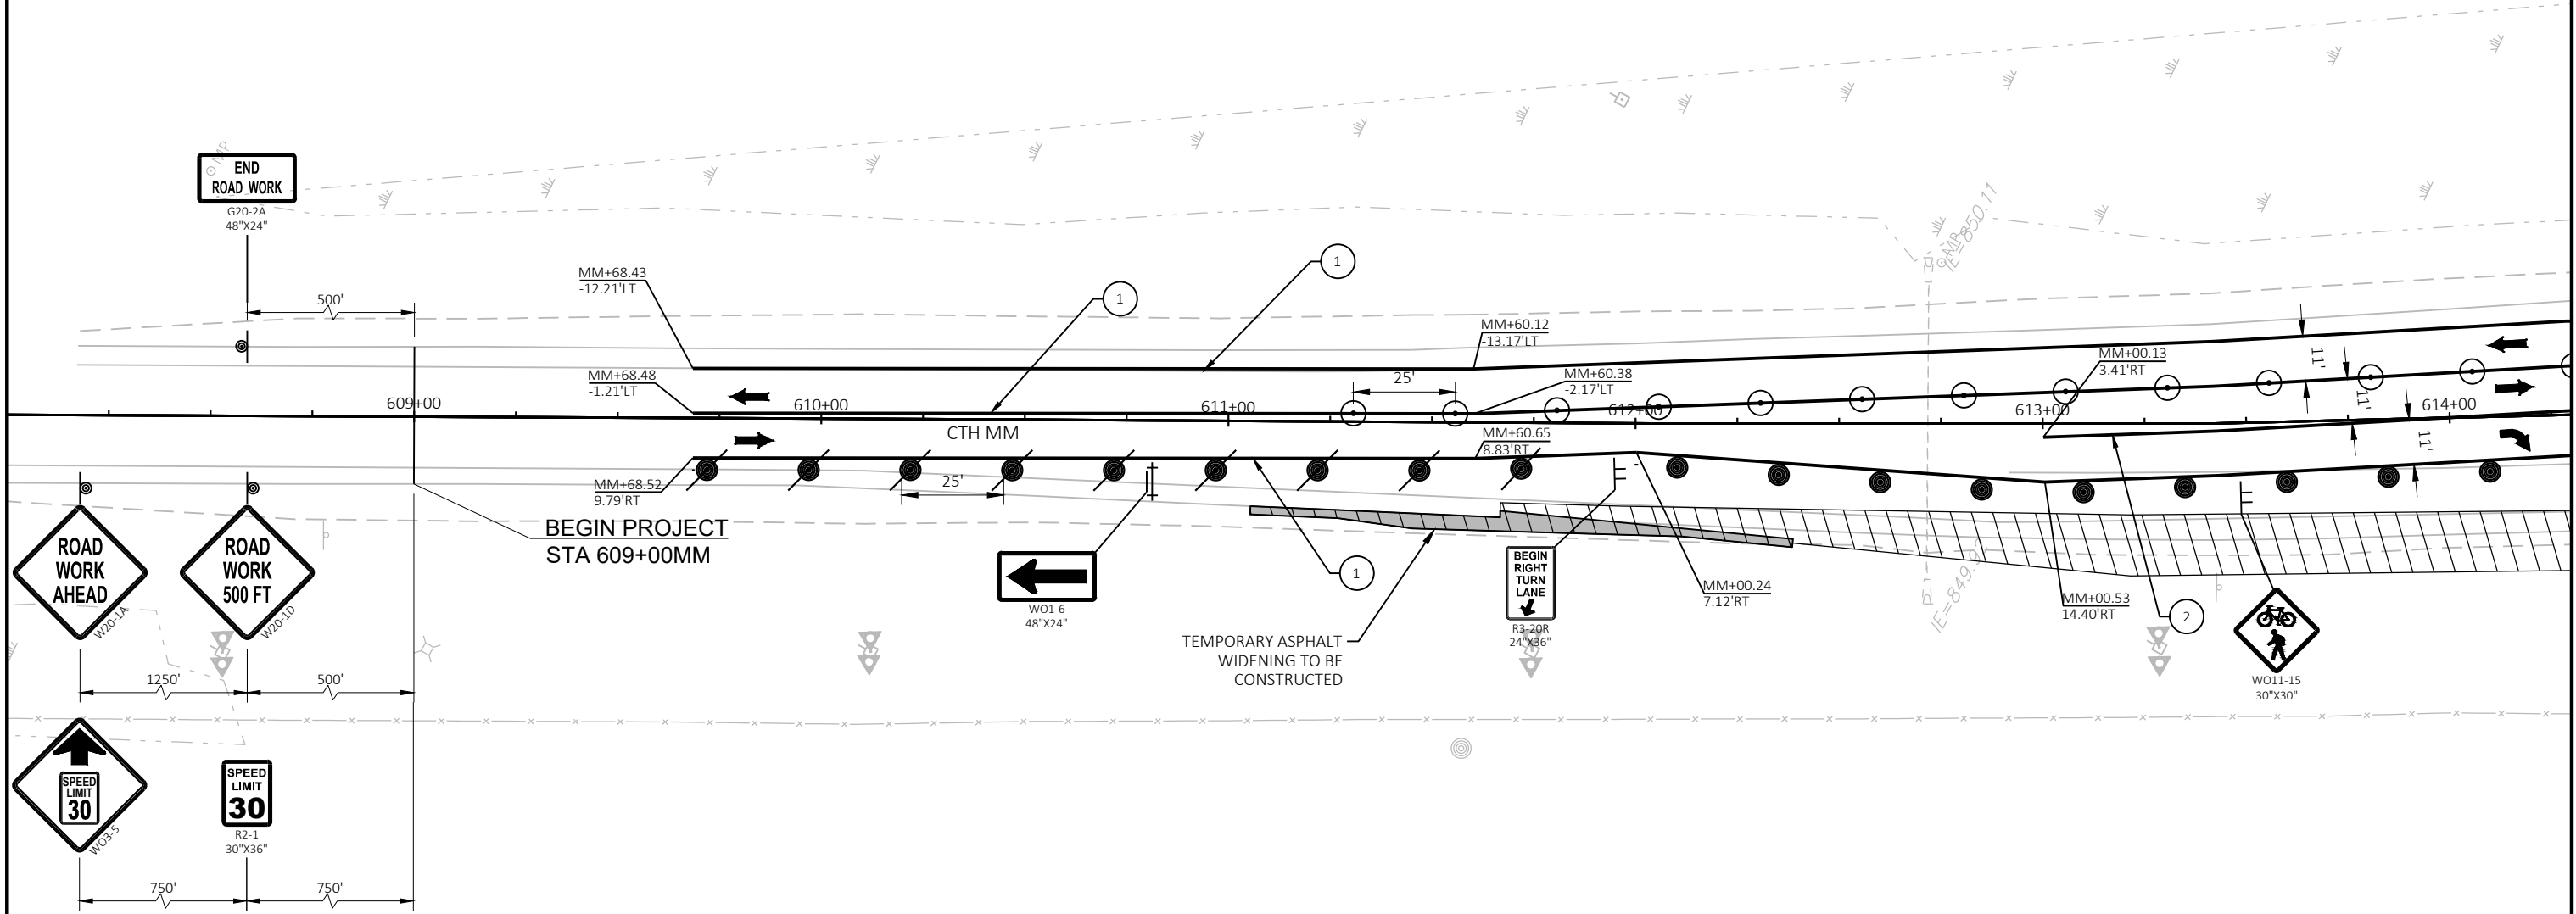 MP
END
ROAD WORK
G20-2A
48"X24"
500'
MM+68.43
-12.21'LT
1
1
IE=850.11
MP
MM+60.12
-13.17'LT
MM+68.48
-1.21'LT
25'
MM+60.38
-2.17'LT
MM+00.13
3.41'RT
11'
11'
11'
609+00
610+00
611+00
612+00
613+00
614+00
CTH MM
MM+60.65
8.83'RT
MM+68.52
9.79'RT
25'
BEGIN PROJECT
STA 609+00MM
ROAD
WORK
AHEAD
W20-1A
ROAD
WORK
500 FT
W20-1D
WO1-6
48"X24"
1
BEGIN
RIGHT
TURN
LANE
R3-20R
24"X36"
MM+00.24
7.12'RT
MM+00.53
14.40'RT
2
WO11-15
30"X30"
TEMPORARY ASPHALT
WIDENING TO BE
CONSTRUCTED
1250'
500'
SPEED
LIMIT
30
WO3-5
SPEED
LIMIT
30
R2-1
30"X36"
750'
750'